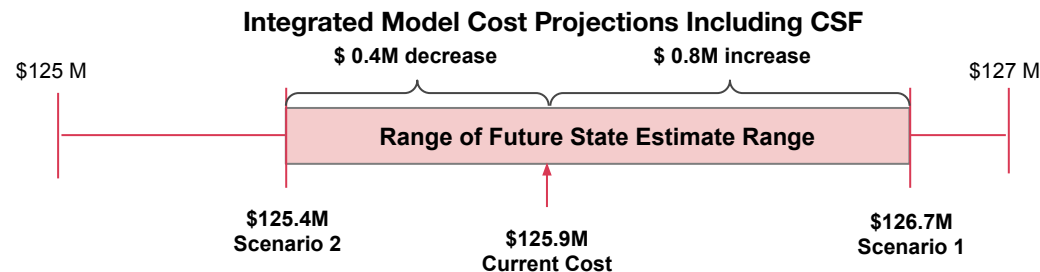 Integrated Model Cost Projections Including CSF
$ 0.4M decrease
$ 0.8M increase
$125 M
$127 M
Range of Future State Estimate Range
$125.4M
Scenario 2
$125.9M
Current Cost
$126.7M
Scenario 1